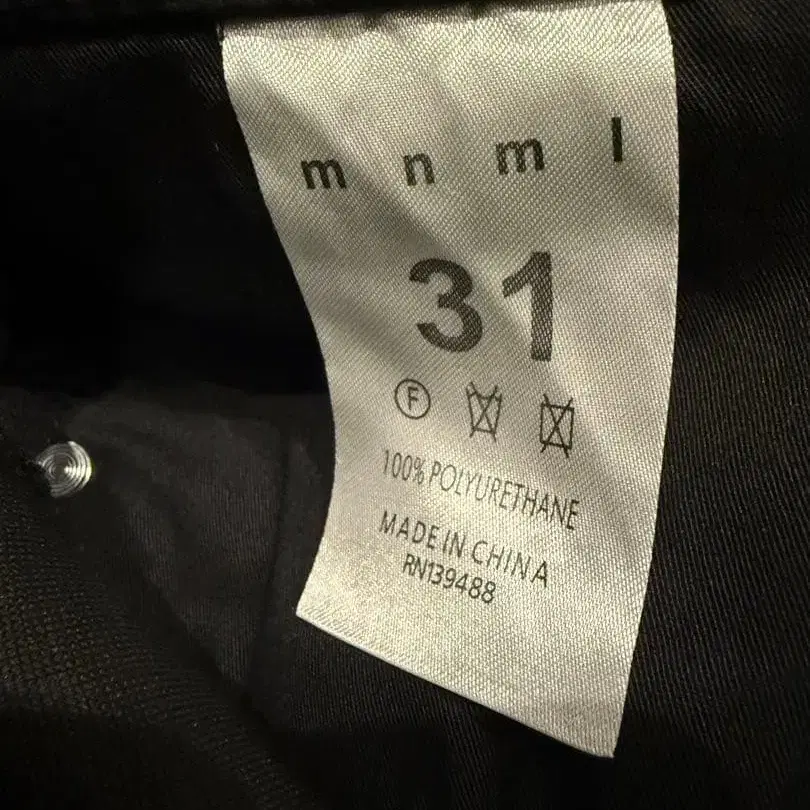 m n m l
31
F
100% POLYURETHANE
MADE IN CHINA
RN139488